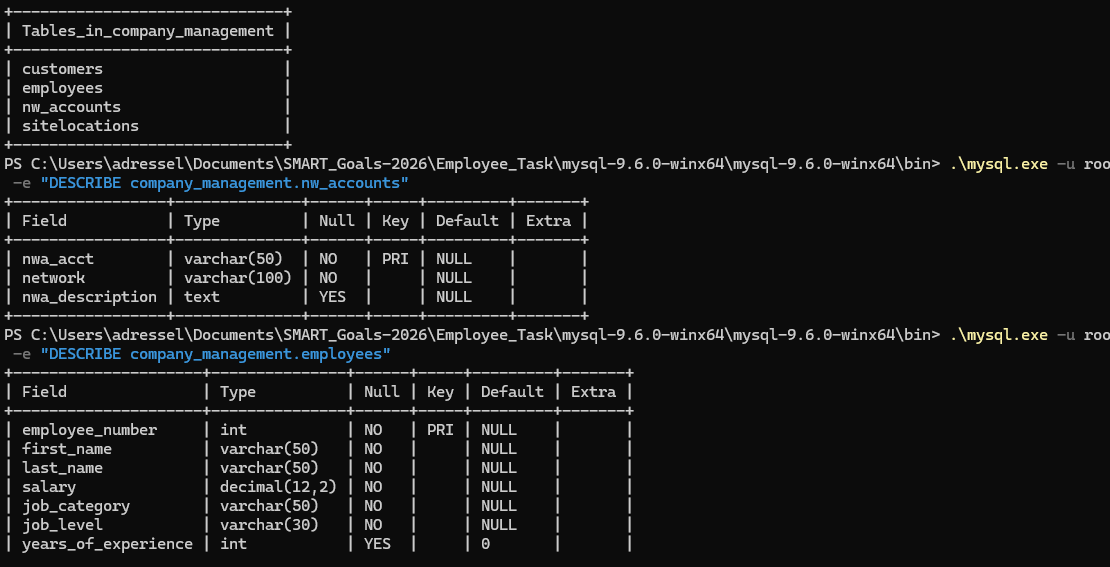 +------------------------------+
| Tables_in_company_management |
+------------------------------+
| customers                    |
| employees                    |
| nw_accounts                  |
| sitelocations                |
+------------------------------+
PS C:\Users\adressel\Documents\SMART_Goals-2026\Employee_Task\mysql-9.6.0-winx64\mysql-9.6.0-winx64\bin> .\mysql.exe -u roo
 -e "DESCRIBE company_management.nw_accounts"
+-----------------+--------------+------+-----+---------+-------+
| Field           | Type         | Null | Key | Default | Extra |
+-----------------+--------------+------+-----+---------+-------+
| nwa_acct        | varchar(50)  | NO   | PRI | NULL    |       |
| network         | varchar(100) | NO   |     | NULL    |       |
| nwa_description | text         | YES  |     | NULL    |       |
+-----------------+--------------+------+-----+---------+-------+
PS C:\Users\adressel\Documents\SMART_Goals-2026\Employee_Task\mysql-9.6.0-winx64\mysql-9.6.0-winx64\bin> .\mysql.exe -u roo
 -e "DESCRIBE company_management.employees"
+---------------------+---------------+------+-----+---------+-------+
| Field               | Type          | Null | Key | Default | Extra |
+---------------------+---------------+------+-----+---------+-------+
| employee_number     | int           | NO   | PRI | NULL    |       |
| first_name          | varchar(50)   | NO   |     | NULL    |       |
| last_name           | varchar(50)   | NO   |     | NULL    |       |
| salary              | decimal(12,2) | NO   |     | NULL    |       |
| job_category        | varchar(50)   | NO   |     | NULL    |       |
| job_level           | varchar(30)   | NO   |     | NULL    |       |
| years_of_experience | int           | YES  |     | 0       |       |